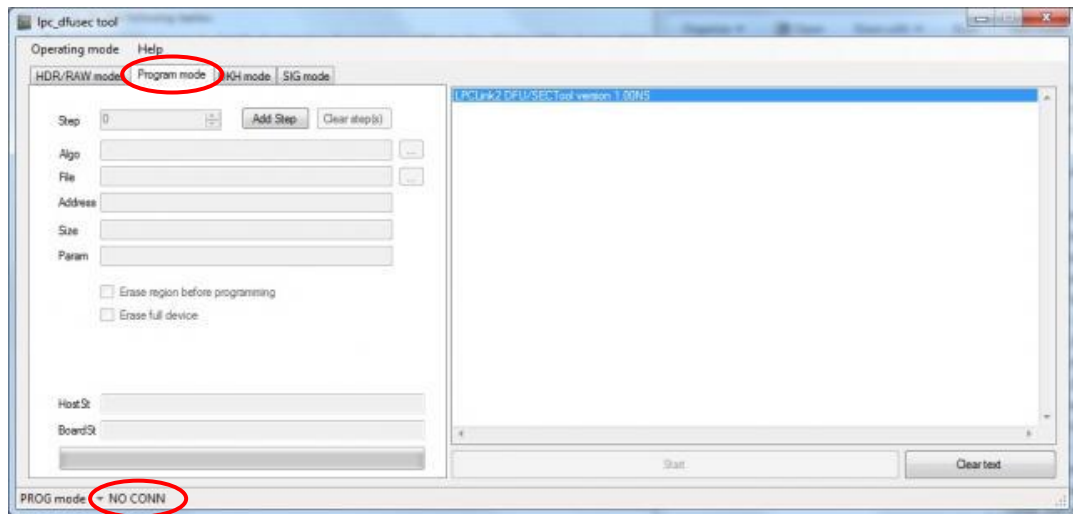 lpc_dfusec tool
Operating mode Help
HDR/RAW mode Program mode KH mode SIG mode
LPCLink2 DFU/SECTool version 1.00NS
Step 0 Add Step Clear step(s)
Algo ...
File ...
Address
Size
Param
Erase region before programming
Erase full device
HostSt
BoardSt
Start Clear text
PROG mode NO CONN